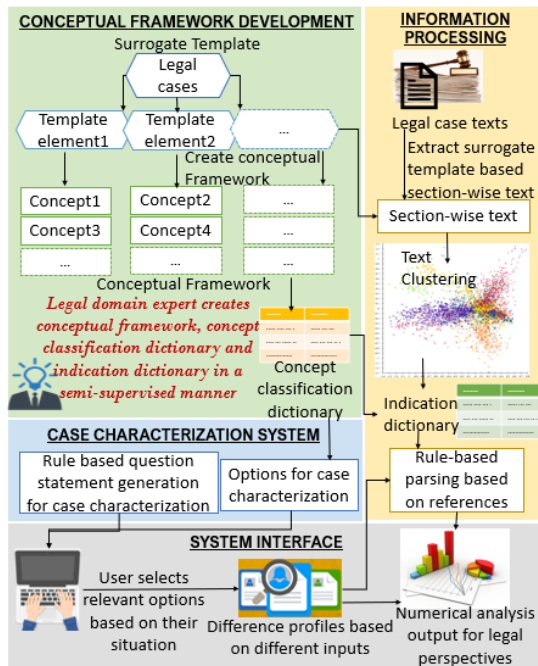 CONCEPTUAL FRAMEWORK DEVELOPMENT
Surrogate Template
Legal
cases
Template
element1
Template
element2
...
Create conceptual
Framework
Concept1
Concept2
...
Concept3
Concept4
...
...
...
...
Conceptual Framework
Legal domain expert creates
conceptual framework, concept
classification dictionary and
indication dictionary in a
semi-supervised manner
Concept
classification
dictionary
INFORMATION
PROCESSING
Legal case texts
Extract surrogate
template based
section-wise text
Section-wise text
Text
Clustering
Indication
dictionary
Rule-based
parsing based
on references
CASE CHARACTERIZATION SYSTEM
Rule based question
statement generation
for case characterization
Options for case
characterization
SYSTEM INTERFACE
User selects
relevant options
based on their
situation
Difference profiles based
on different inputs
Numerical analysis
output for legal
perspectives